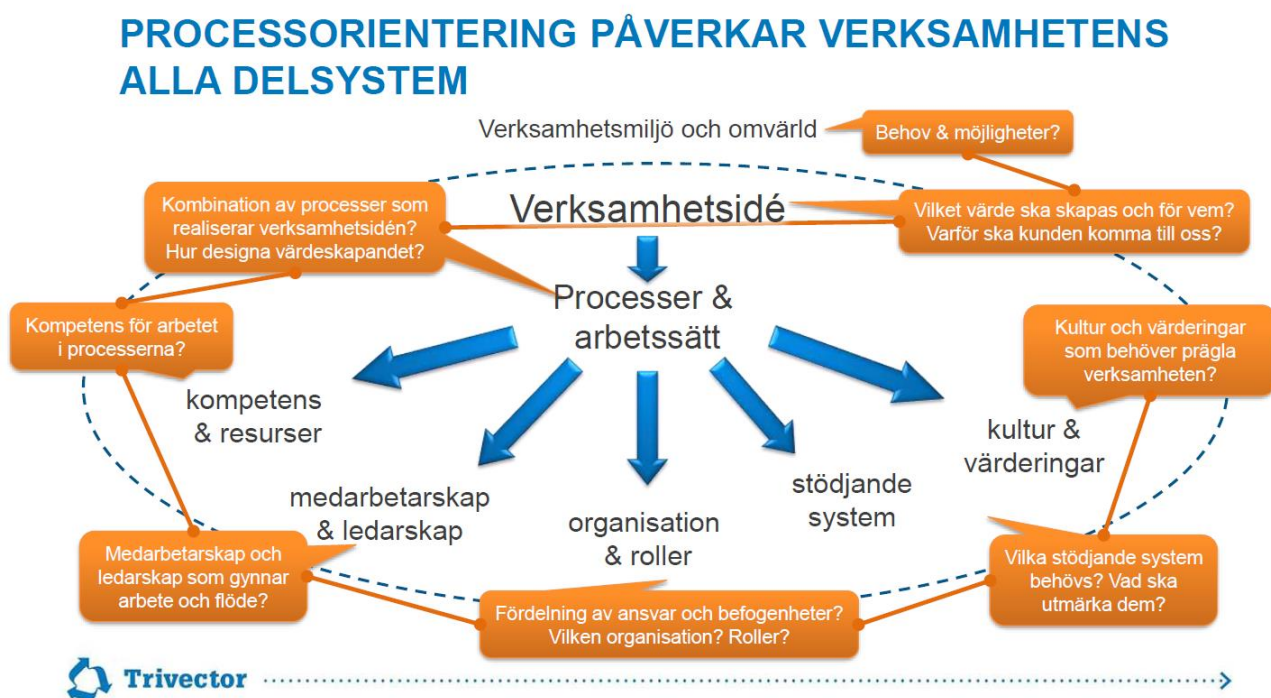 PROCESSORIENTERING PÅVERKAR VERKSAMHETENS
ALLA DELSYSTEM
Verksamhetsmiljö och omvärld
Behov & möjligheter?
Kombination av processer som
realiserar verksamhetsidén?
Hur designa värdeskapandet?
Verksamhetsidé
Vilket värde ska skapas och för vem?
Varför ska kunden komma till oss?
Processer &
arbetssätt
Kompetens för arbetet
i processerna?
Kultur och värderingar
som behöver prägla
verksamheten?
kompetens
& resurser
kultur &
värderingar
medarbetarskap
& ledarskap
stödjande
system
organisation
& roller
Medarbetarskap och
ledarskap som gynnar
arbete och flöde?
Fördelning av ansvar och befogenheter?
Vilken organisation? Roller?
Vilka stödjande system
behövs? Vad ska
utmärka dem?
Trivector